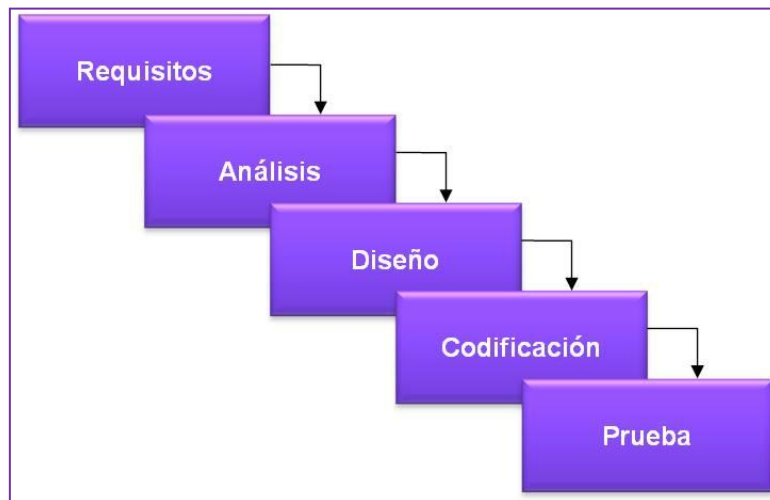 Requisitos
Análisis
Diseño
Codificación
Prueba